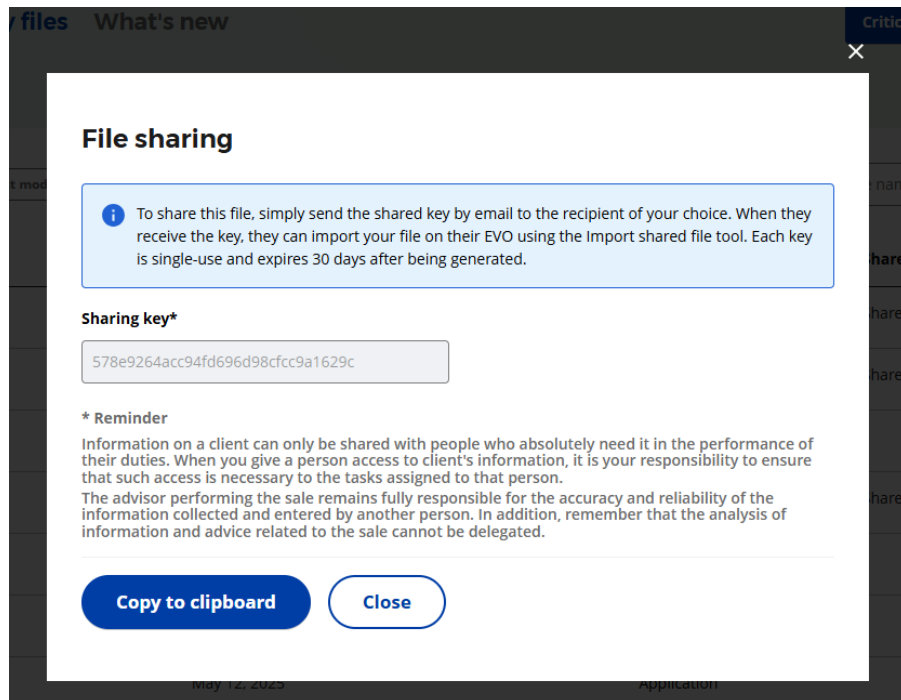 files What's new
Critic
File sharing
t mod
nam
To share this file, simply send the shared key by email to the recipient of your choice. When they
receive the key, they can import your file on their EVO using the Import shared file tool. Each key
is single-use and expires 30 days after being generated.
hare
Sharing key*
hare
578e9264acc94fd696d98cfcc9a1629c
hare
* Reminder
Information on a client can only be shared with people who absolutely need it in the performance of
their duties. When you give a person access to client's information, it is your responsibility to ensure
that such access is necessary to the tasks assigned to that person.
The advisor performing the sale remains fully responsible for the accuracy and reliability of the
information collected and entered by another person. In addition, remember that the analysis of
information and advice related to the sale cannot be delegated.
share
Copy to clipboard Close
May 12, 2025 Application